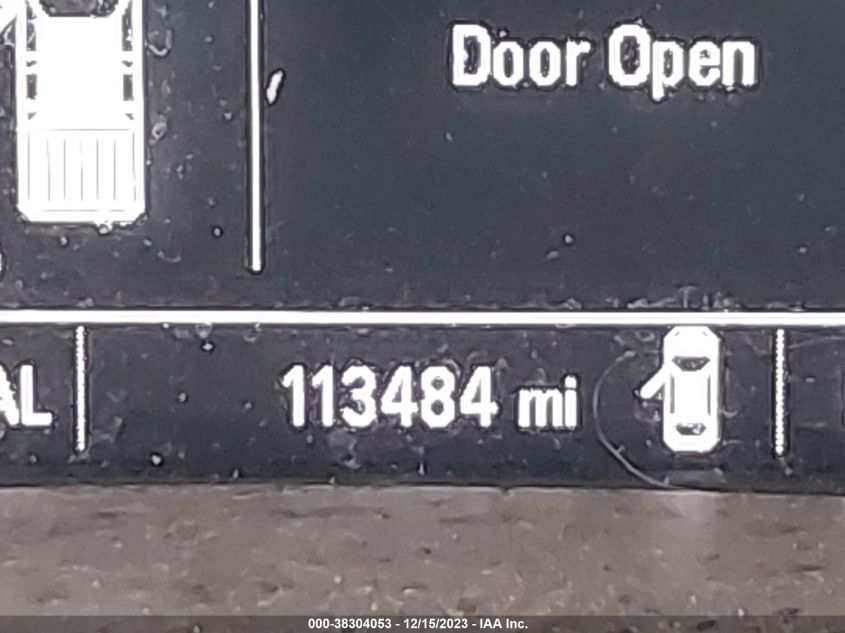 Door Open
AL
113484 mi
000-38304053 - 12/15/2023 - IAA Inc.